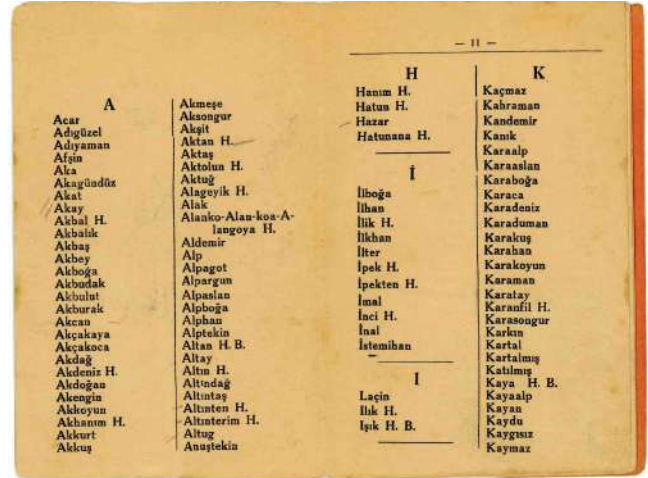 A
Acar
Adıgüzel
Adıyaman
Afşin
Aka
Akagündüz
Akat
Akay
Akbal H.
Akbalık
Akbaş
Akbey
Akboğa
Akbudak
Akbulut
Akburak
Akcan
Akçakaya
Akçakoca
Akdağ
Akdeniz H.
Akdoğan
Akengin
Akkoyun
Akhanım H.
Akkurt
Akkuş
Akmeşe
Aksongur
Akşit
Aktan H.
Aktaş
Aktolun H.
Aktuğ
Alageyik H.
Alak
Alanko-Alan-koa-A-
langoya H.
Aldemir
Alp
Alpagot
Alpargun
Alpaslan
Alpboğa
Alphan
Alptekin
Altan H. B.
Altay
Altın H.
Altındağ
Altıntaş
Altınten H.
Altınterim H.
Altug
Anuştekin
— 11 —
H
Hanım H.
Hatun H.
Hazar
Hatunana H.
İ
İlboğa
İlhan
İlik H.
İlkhan
İlter
İpek H.
İpekten H.
İmal
İnci H.
İnal
İstemihan
I
Laçin
Ilık H.
Işık H. B.
K
Kaçmaz
Kahraman
Kandemir
Kanık
Karaalp
Karaaslan
Karaboğa
Karaca
Karadeniz
Karaduman
Karakuş
Karahan
Karakoyun
Karaman
Karatay
Karanfil H.
Karasongur
Karkın
Kartal
Kartalmış
Katılmış
Kaya H. B.
Kayaalp
Kayan
Kaydu
Kaygısız
Kaymaz